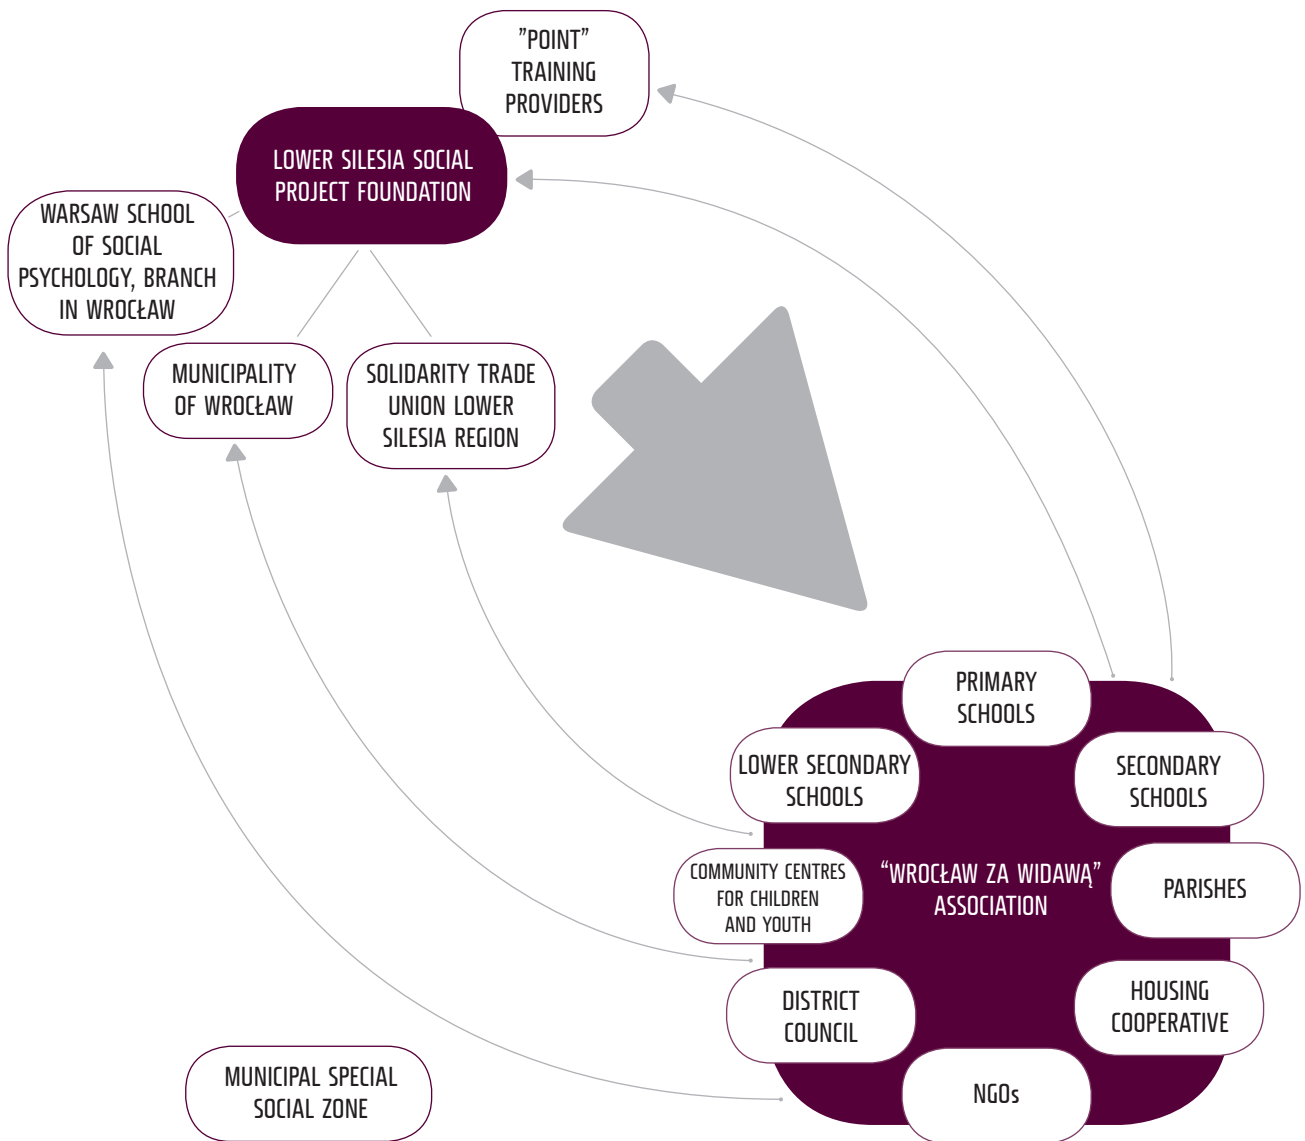 ”POINT”
TRAINING
PROVIDERS
LOWER SILESIA SOCIAL
PROJECT FOUNDATION
WARSAW SCHOOL
OF SOCIAL
PSYCHOLOGY, BRANCH
IN WROCŁAW
MUNICIPALITY
OF WROCŁAW
SOLIDARITY TRADE
UNION LOWER
SILESIA REGION
PRIMARY
SCHOOLS
LOWER SECONDARY
SCHOOLS
SECONDARY
SCHOOLS
COMMUNITY CENTRES
FOR CHILDREN
AND YOUTH
“WROCŁAW ZA WIDAWĄ”
ASSOCIATION
PARISHES
DISTRICT
COUNCIL
HOUSING
COOPERATIVE
NGOs
MUNICIPAL SPECIAL
SOCIAL ZONE